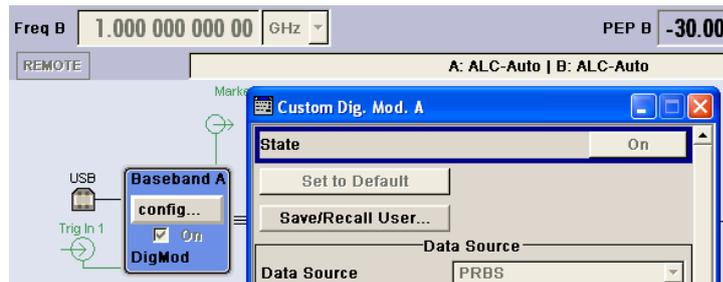 Freq B 1.000 000 000 00 GHz PEP B -30.00
REMOTE A: ALC-Auto | B: ALC-Auto
Marke
Custom Dig. Mod. A
State On
USB
Baseband A
Set to Default
config...
Save/Recall User...
Trig In 1
On
Data Source
DigMod
Data Source PRBS